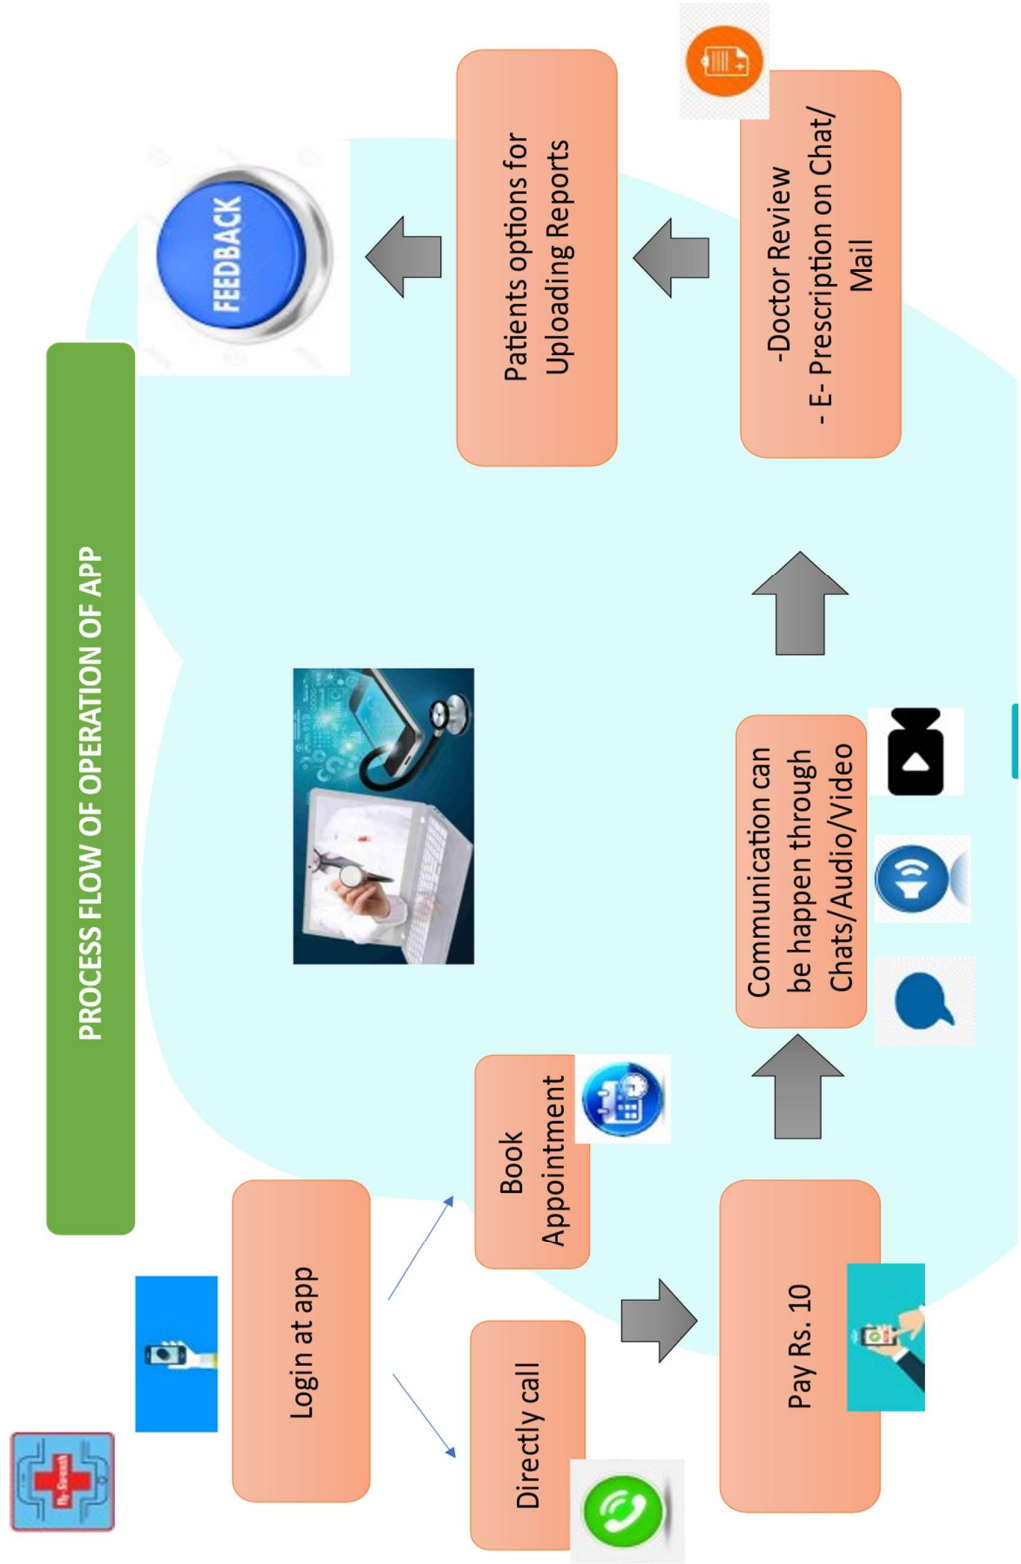 PROCESS FLOW OF OPERATION OF APP
Login at app
Directly call
Book
Appointment
Pay Rs. 10
Communication can
be happen through
Chats/Audio/Video
-Doctor Review
- E- Prescription on Chat/
Mail
Patients options for
Uploading Reports
FEEDBACK